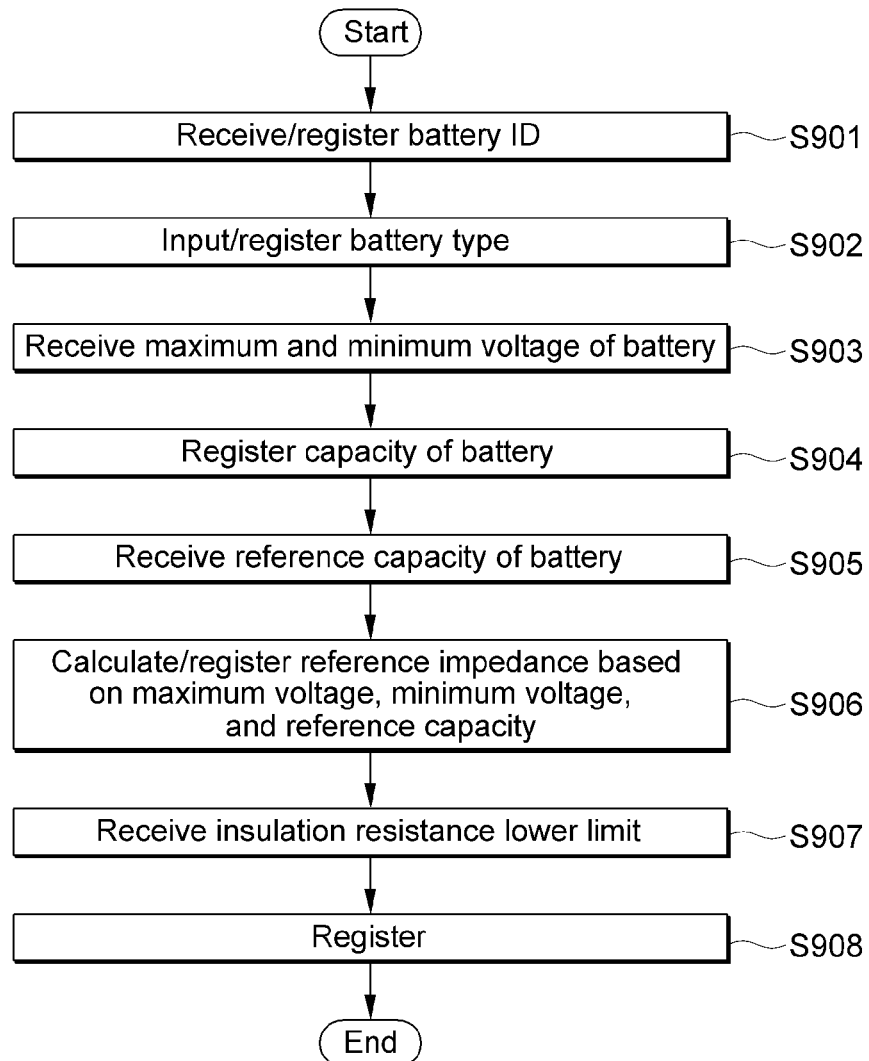 Start
Receive/register battery ID
S901
Input/register battery type
S902
Receive maximum and minimum voltage of battery
S903
Register capacity of battery
S904
Receive reference capacity of battery
S905
Calculate/register reference impedance based
on maximum voltage, minimum voltage,
and reference capacity
S906
Receive insulation resistance lower limit
S907
Register
S908
End